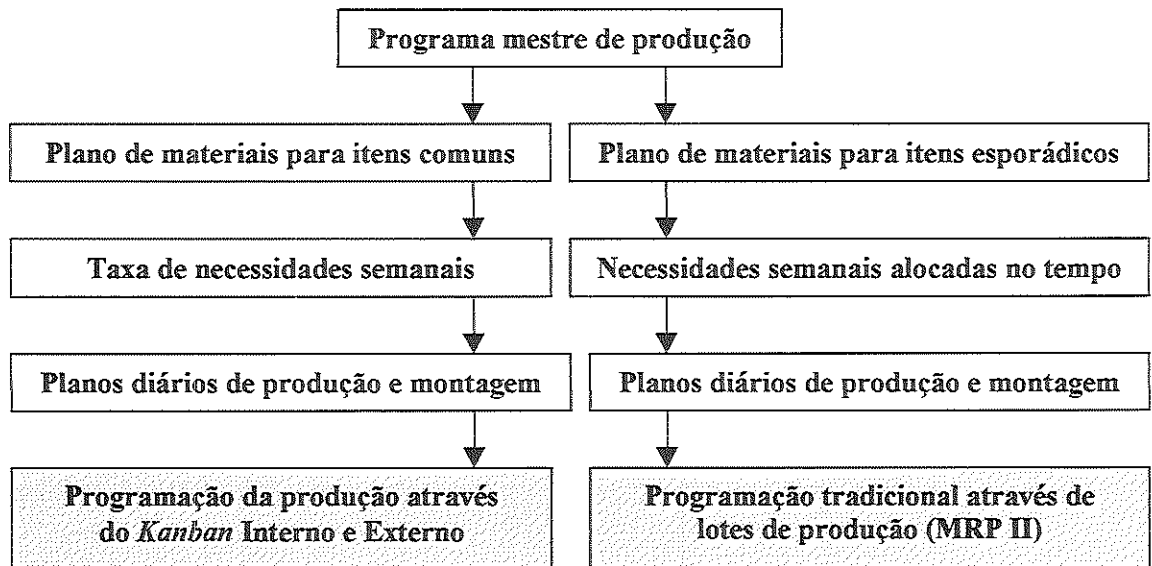 Programa mestre de produção
Plano de materiais para itens comuns
Plano de materiais para itens esporádicos
Taxa de necessidades semanais
Necessidades semanais alocadas no tempo
Planos diários de produção e montagem
Planos diários de produção e montagem
Programação da produção através
do Kanban Interno e Externo
Programação tradicional através de
lotes de produção (MRP II)